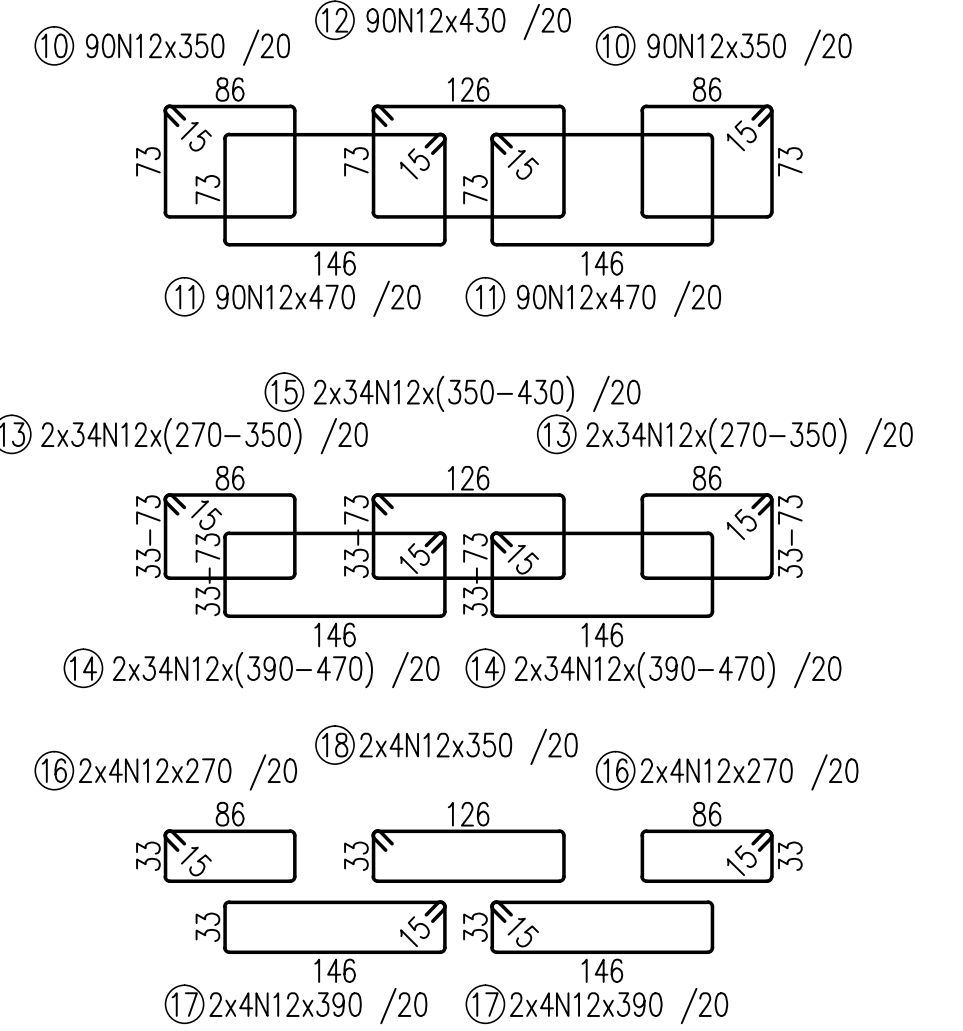 ⑫ 90N12x430 /20
⑩ 90N12x350 /20 ⑩ 90N12x350 /20
86 126 86
15 15 15 15
73 73 73 73 73
146 146
⑪ 90N12x470 /20 ⑪ 90N12x470 /20
⑮ 2x34N12x(350-430) /20
⑬ 2x34N12x(270-350) /20 ⑬ 2x34N12x(270-350) /20
86 126 86
15 15 15 15
33-73 33-73 33-73 33-73 33-73
146 146
⑭ 2x34N12x(390-470) /20 ⑭ 2x34N12x(390-470) /20
⑱ 2x4N12x350 /20
⑯ 2x4N12x270 /20 ⑯ 2x4N12x270 /20
86 126 86
33 15 33 15 33
33 15 33 15
146 146
⑰ 2x4N12x390 /20 ⑰ 2x4N12x390 /20